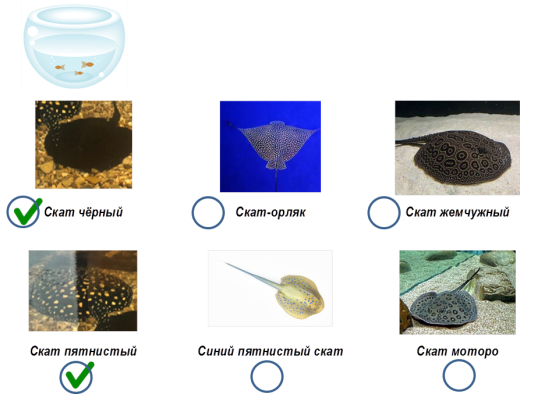 Скат чёрный
Скат-орляк
Скат жемчужный
Скат пятнистый
Синий пятнистый скат
Скат моторо